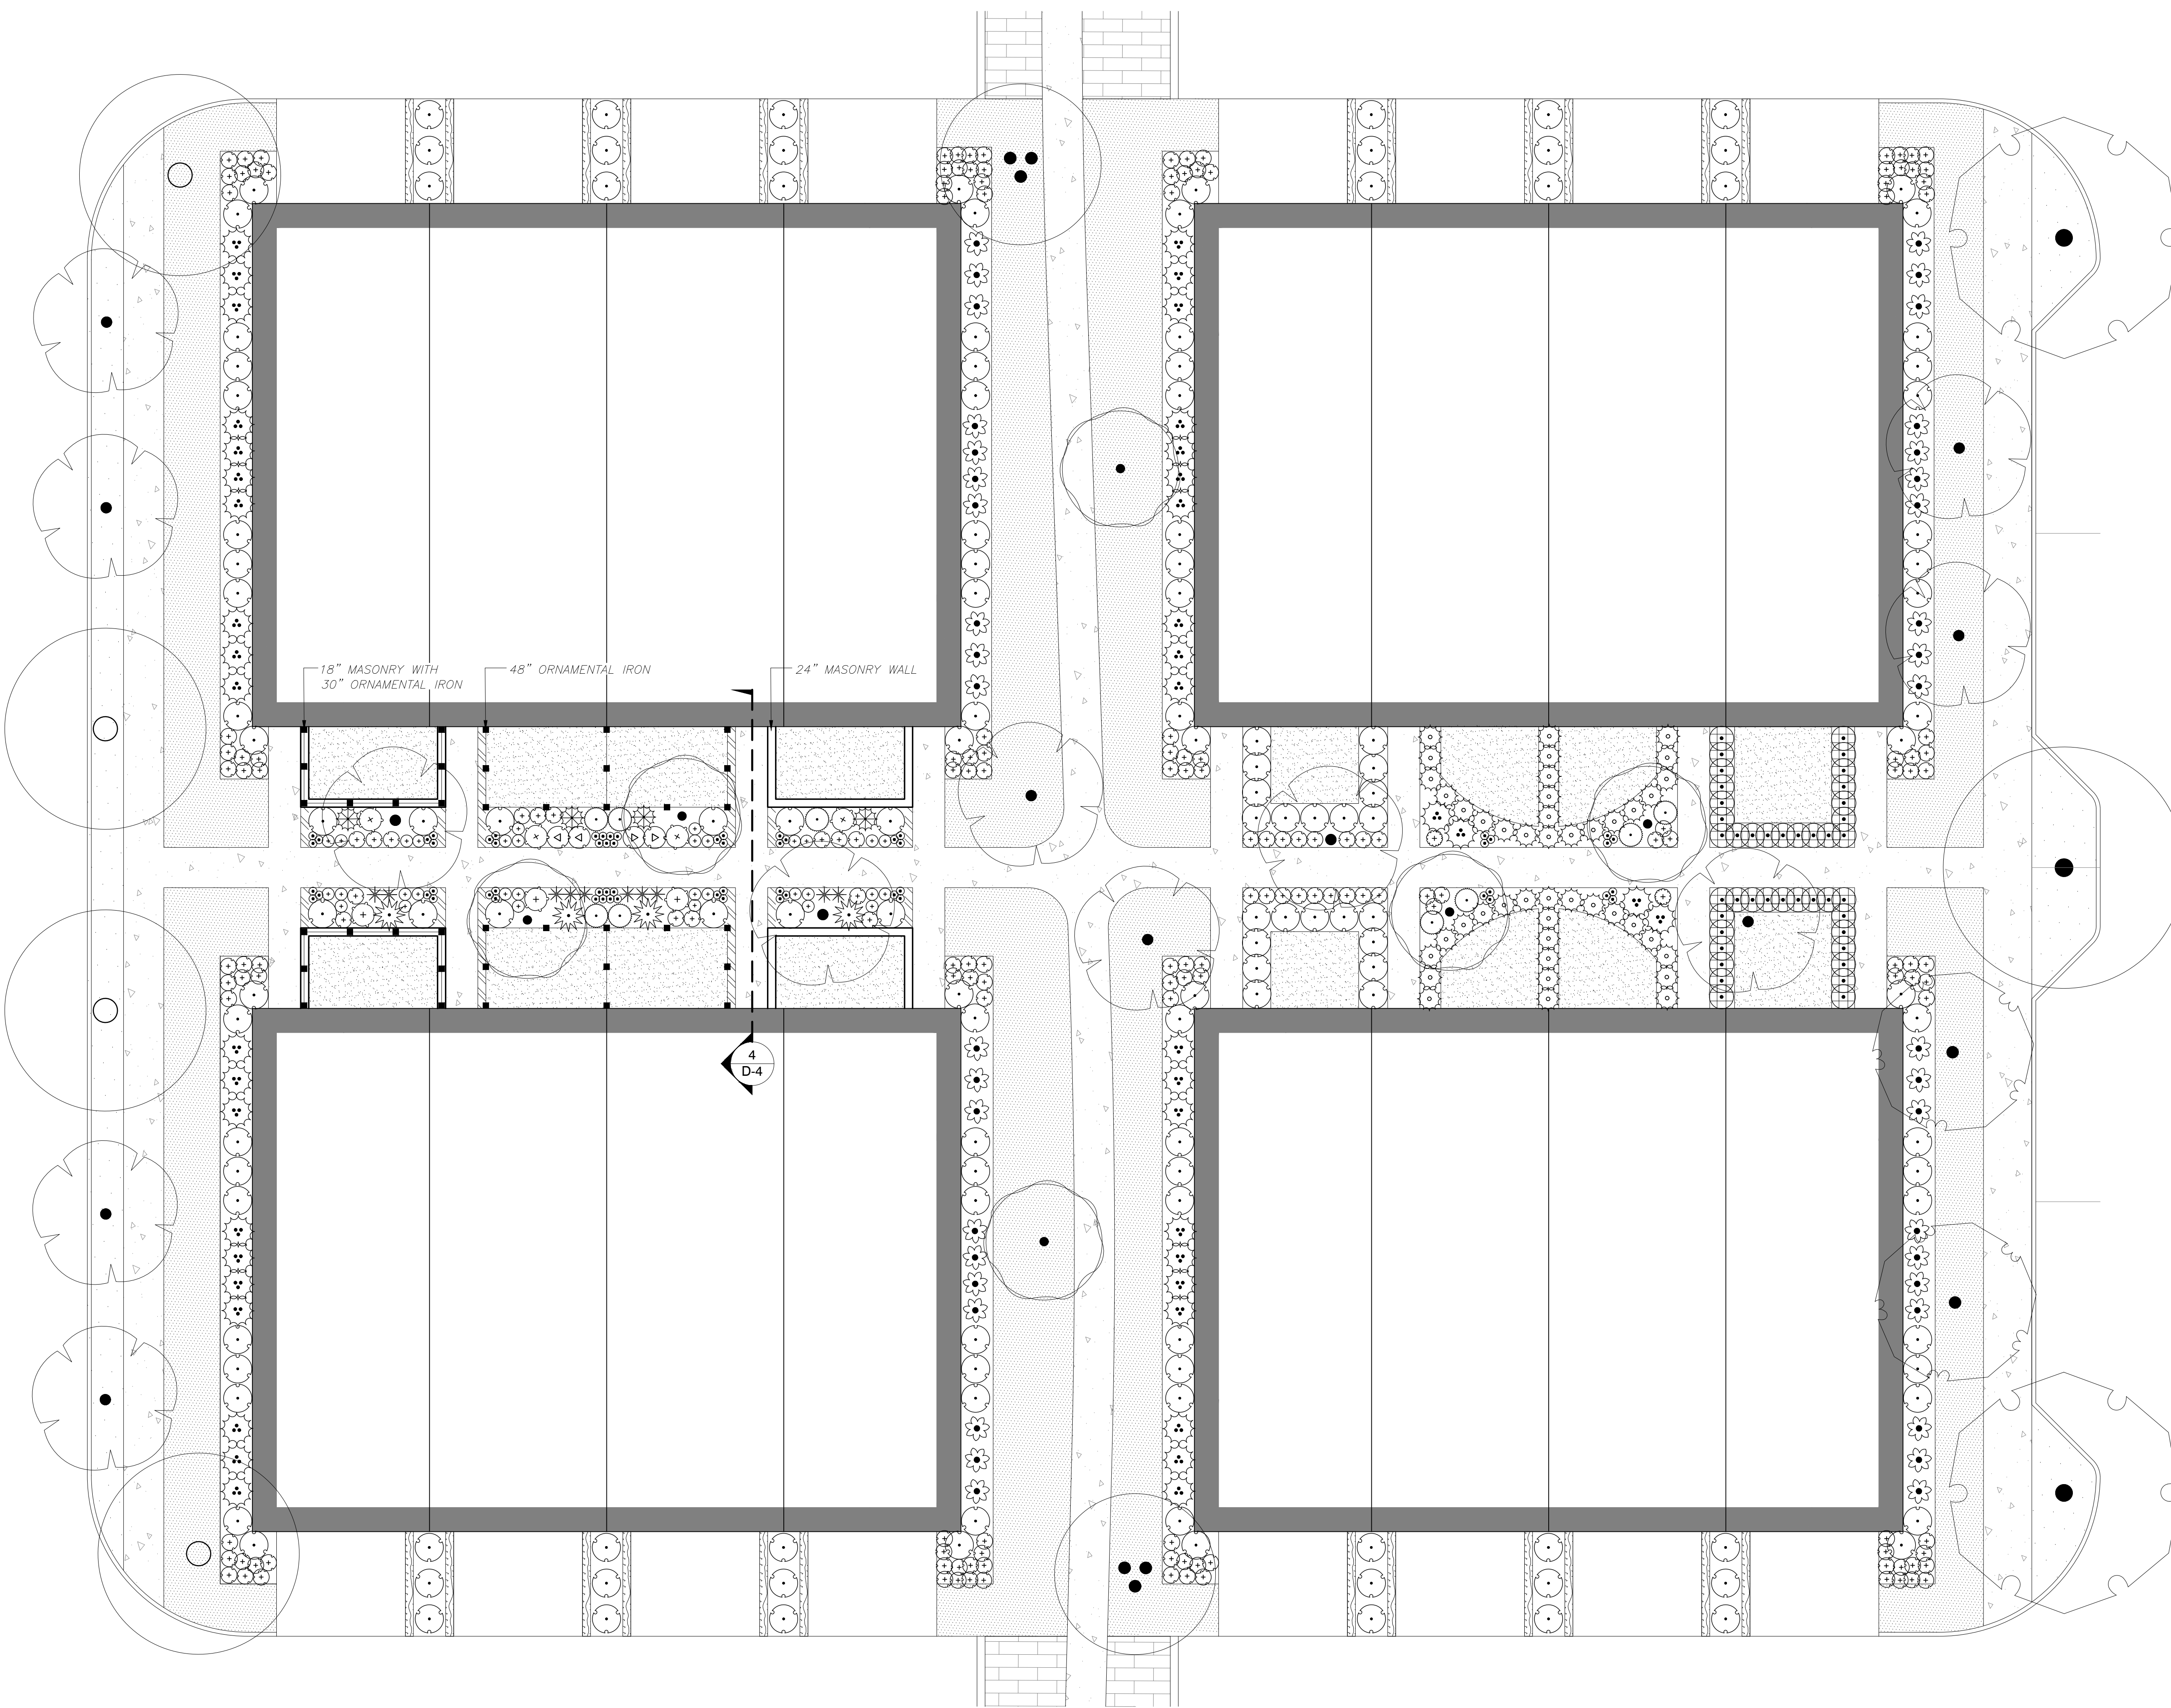 18” MASONRY WITH
30” ORNAMENTAL IRON
48” ORNAMENTAL IRON
24” MASONRY WALL
4
D-4